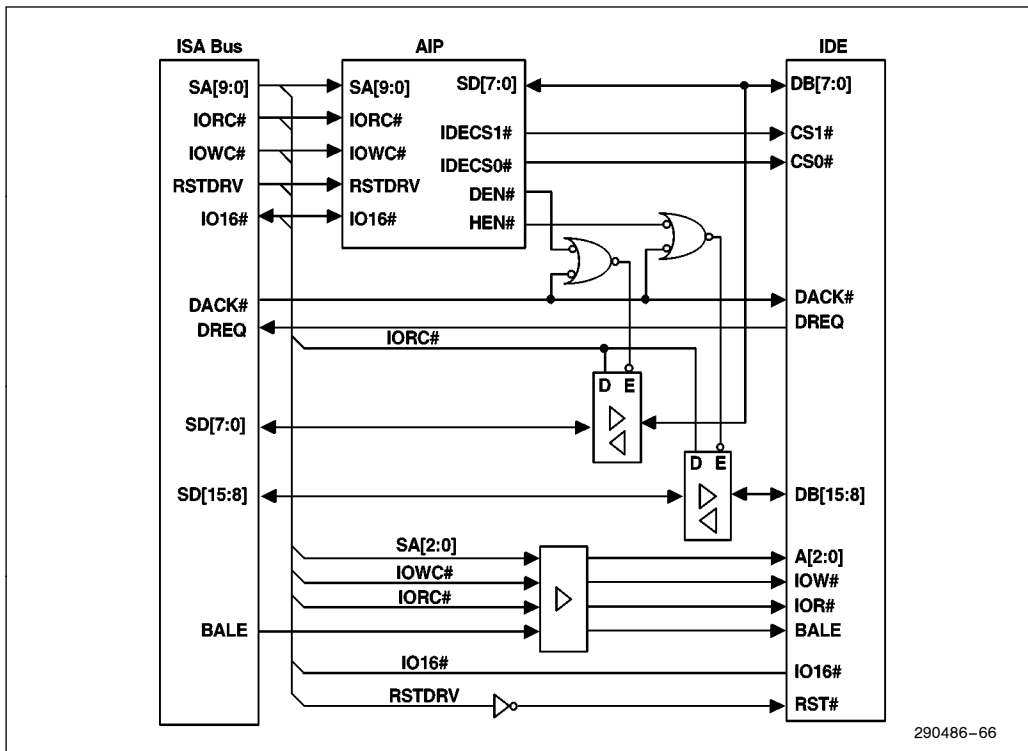 ISA Bus AIP IDE
SA[9:0] SA[9:0] SD[7:0] DB[7:0]
IORC# IORC# IDECS1# CS1#
IOWC# IOWC# IDECS0# CS0#
RSTDRV RSTDRV DEN#
IO16# IO16# HEN#
DACK# DACK#
DREQ DREQ
IORC#
D E
SD[7:0]
D E
SD[15:8] DB[15:8]
SA[2:0] A[2:0]
IOWC# IOW#
IORC# IOR#
BALE BALE
IO16# IO16#
RSTDRV RST#
290486–66